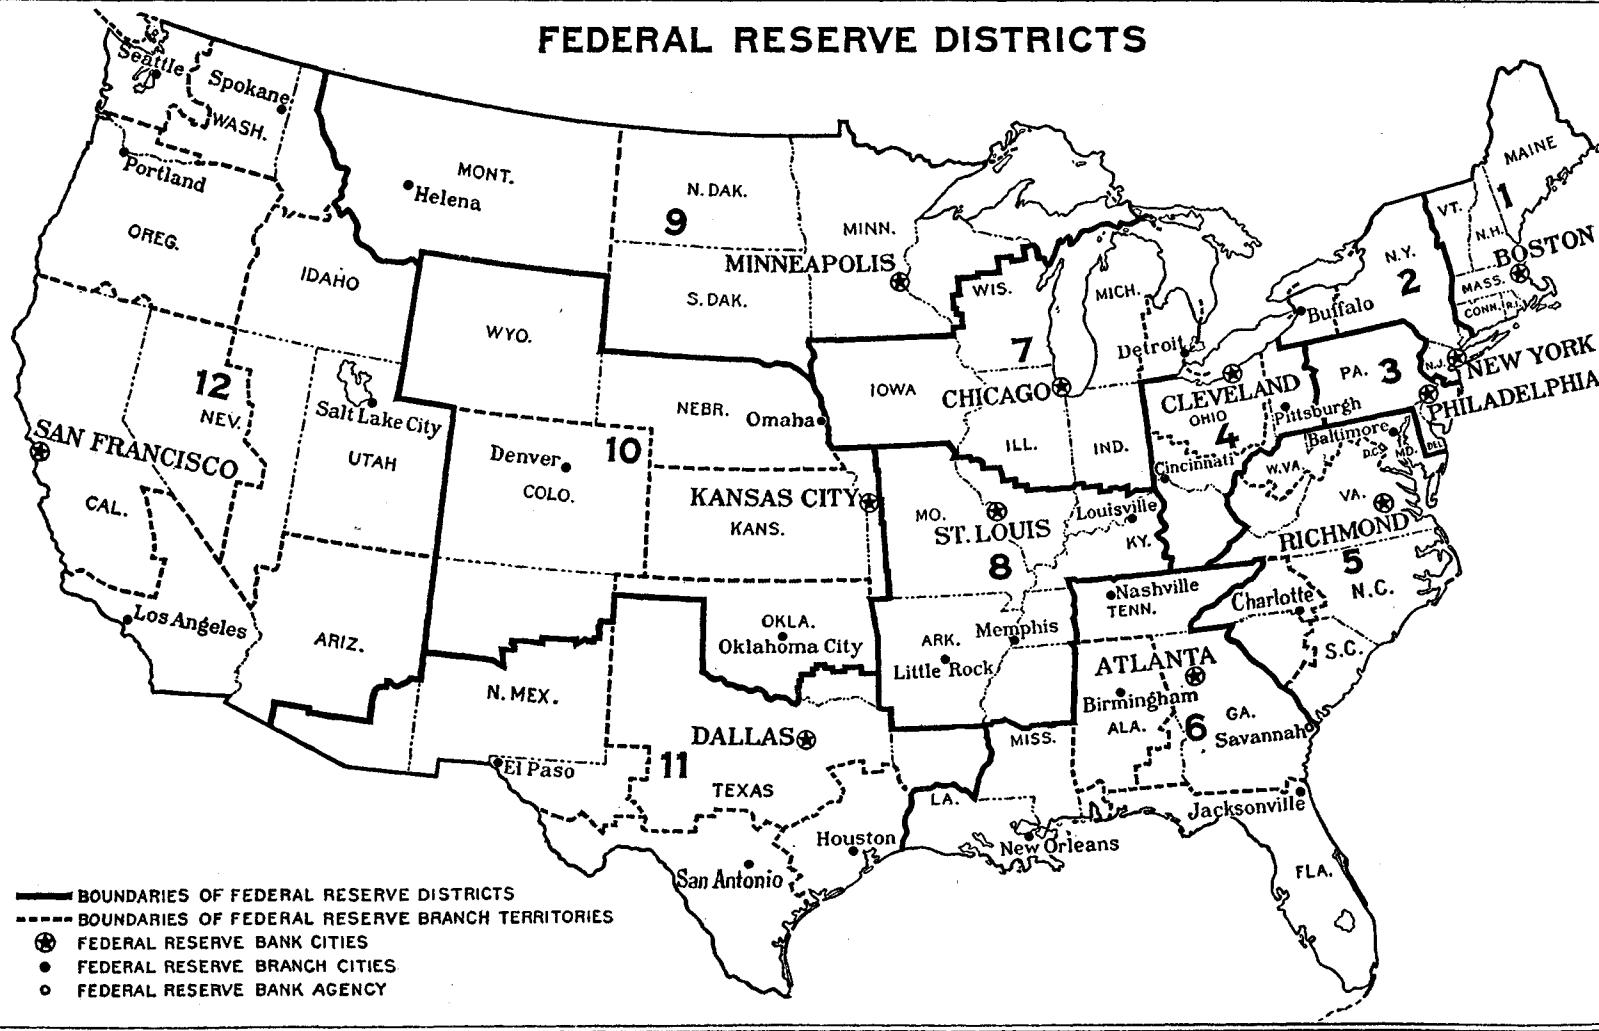 FEDERAL RESERVE DISTRICTS
Seattle
Spokane
WASH.
Portland
OREG.
MONT.
Helena
IDAHO
WYO.
N. DAK.
9
S. DAK.
MINN.
MINNEAPOLIS
WIS.
MICH.
7
Detroit
CHICAGO
IOWA
ILL.
IND.
MAINE
VT.
1
N.H.
BOSTON
MASS.
CONN.
R.I.
N.Y.
2
Buffalo
NEW YORK
N.J.
PA.
3
PHILADELPHIA
CLEVELAND
OHIO
4
Pittsburgh
Cincinnati
Baltimore
D.C.
MD.
DEL.
W.VA.
VA.
RICHMOND
5
N.C.
Charlotte
S.C.
12
NEV.
SAN FRANCISCO
CAL.
Salt Lake City
UTAH
Los Angeles
ARIZ.
NEBR.
Omaha
10
Denver
COLO.
KANSAS CITY
KANS.
OKLA.
Oklahoma City
N. MEX.
MO.
ST. LOUIS
8
Louisville
KY.
ARK.
Memphis
Little Rock
Nashville
TENN.
ATLANTA
Birmingham
ALA.
6
GA.
Savannah
Jacksonville
FLA.
MISS.
LA.
New Orleans
DALLAS
11
El Paso
TEXAS
Houston
San Antonio
BOUNDARIES OF FEDERAL RESERVE DISTRICTS
BOUNDARIES OF FEDERAL RESERVE BRANCH TERRITORIES
FEDERAL RESERVE BANK CITIES
FEDERAL RESERVE BRANCH CITIES
FEDERAL RESERVE BANK AGENCY